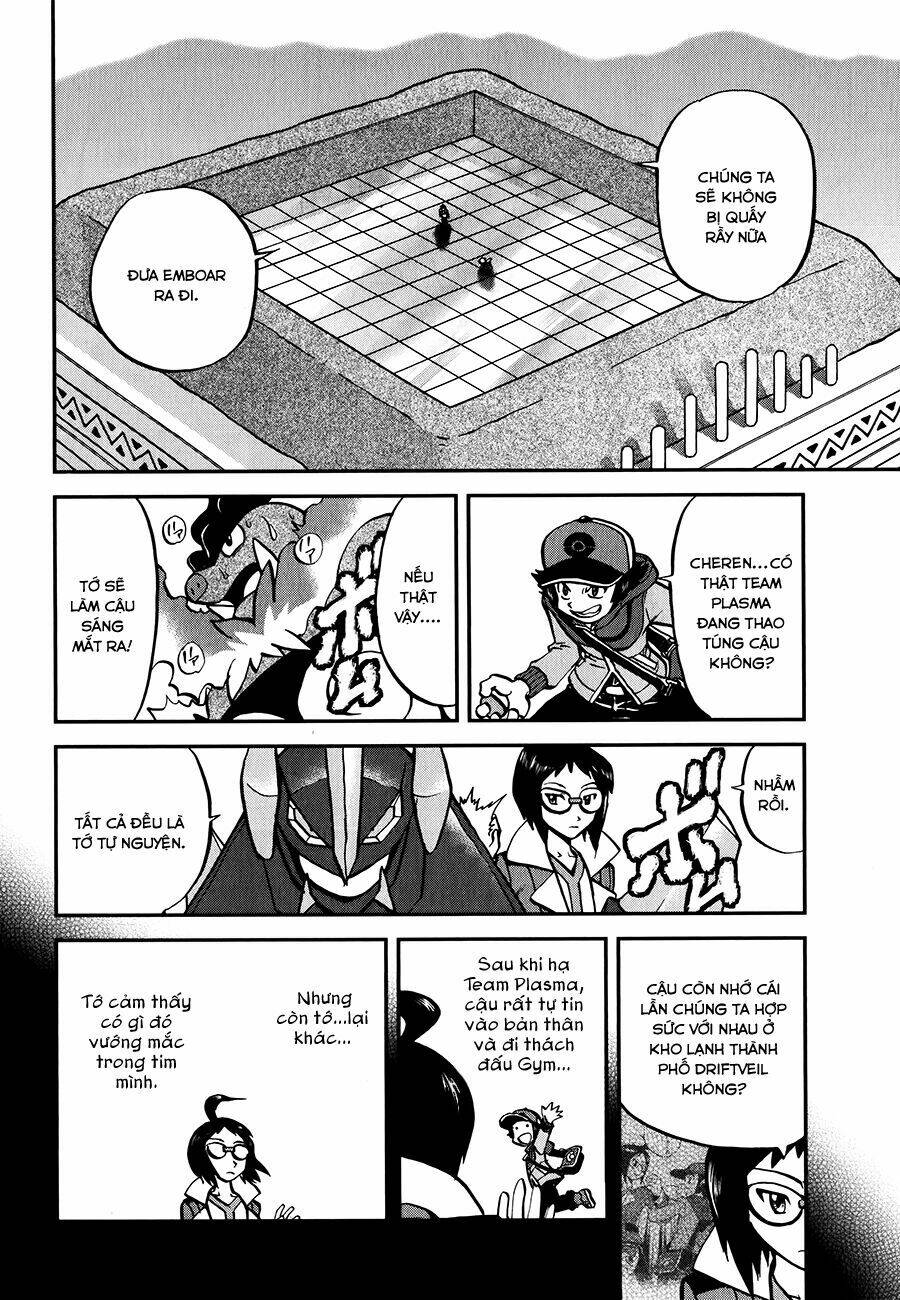 CHÚNG TA
SẼ KHÔNG
BỊ QUẤY
RẦY NỮA
ĐƯA EMBOAR
RA ĐI.
CHEREN...CÓ
THẬT TEAM
PLASMA
ĐANG THAO
TÚNG CẬU
KHÔNG?
NẾU
THẬT
VẬY....
ボム
TỚ SẼ
LÀM CẬU
SÁNG
MẮT RA!
NHẦM
RỒI.
ボム
TẤT CẢ ĐỀU LÀ
TỚ TỰ NGUYỆN.
CẬU CÒN NHỚ CÁI
LẦN CHÚNG TA HỢP
SỨC VỚI NHAU Ở
KHO LẠNH THÀNH
PHỐ DRIFTVEIL
KHÔNG?
Sau khi hạ
Team Plasma,
cậu rất tự tin
vào bản thân
và đi thách
đấu Gym...
Nhưng
còn tớ...lại
khác...
Tớ cảm thấy
có gì đó
vướng mắc
trong tim
mình.